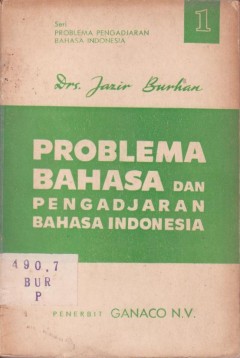 Seri
PROBLEMA PENGADJARAN
BAHASA INDONESIA
1
Drs. Jazir Burhan
PROBLEMA
BAHASA DAN
PENGADJARAN
BAHASA INDONESIA
490.7
BUR
P
PENERBIT GANACO N.V.